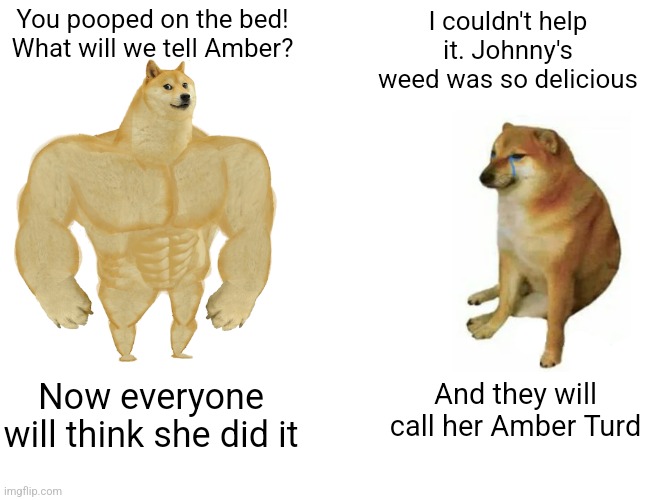 You pooped on the bed!
What will we tell Amber?
I couldn't help
it. Johnny's
weed was so delicious
Now everyone
will think she did it
And they will
call her Amber Turd
imgflip.com